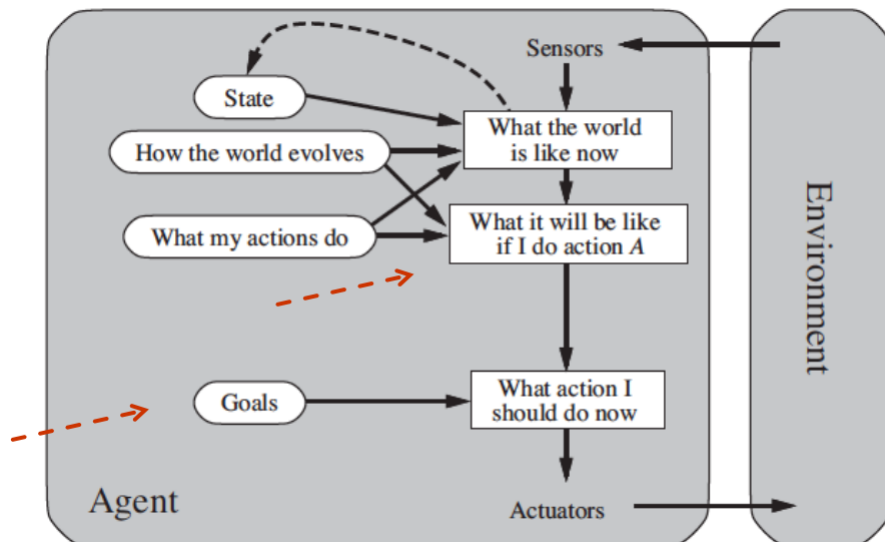 Sensors
State
What the world
is like now
How the world evolves
What it will be like
if I do action A
What my actions do
Goals
What action I
should do now
Agent
Actuators
Environment